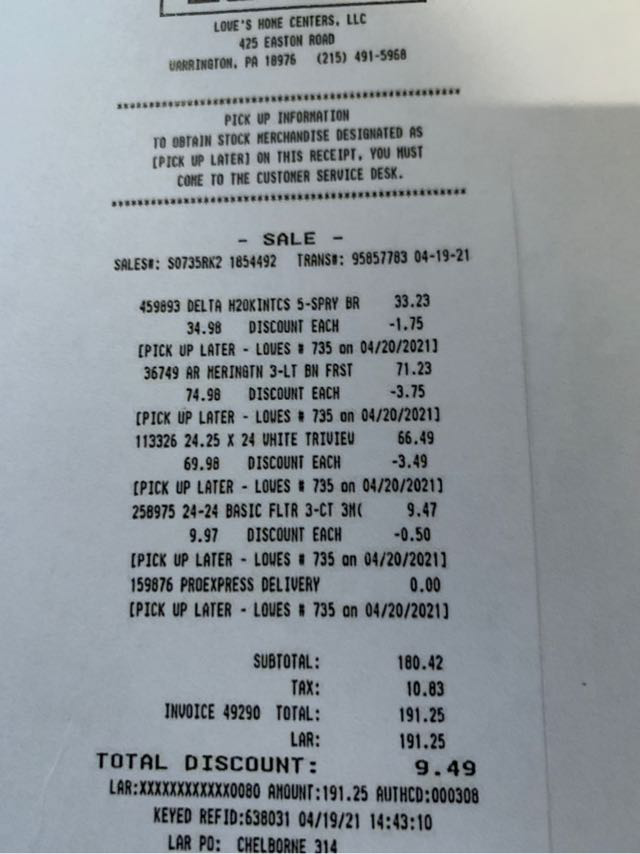 LOWE'S HOME CENTERS, LLC
425 EASTON ROAD
WARRINGTON, PA 18976 (215) 491-5968
************************************************
PICK UP INFORMATION
TO OBTAIN STOCK MERCHANDISE DESIGNATED AS
[PICK UP LATER] ON THIS RECEIPT, YOU MUST
COME TO THE CUSTOMER SERVICE DESK.
************************************************
- SALE -
SALES#: S0735RK2 1854492 TRANS#: 95857783 04-19-21
459893 DELTA H2OKINTCS 5-SPRY BR 33.23
34.98 DISCOUNT EACH -1.75
[PICK UP LATER - LOWES # 735 on 04/20/2021]
36749 AR MERINGTN 3-LT BN FRST 71.23
74.98 DISCOUNT EACH -3.75
[PICK UP LATER - LOWES # 735 on 04/20/2021]
113326 24.25 X 24 WHITE TRIVIEW 66.49
69.98 DISCOUNT EACH -3.49
[PICK UP LATER - LOWES # 735 on 04/20/2021]
258975 24-24 BASIC FLTR 3-CT 3M( 9.47
9.97 DISCOUNT EACH -0.50
[PICK UP LATER - LOWES # 735 on 04/20/2021]
159876 PROEXPRESS DELIVERY 0.00
[PICK UP LATER - LOWES # 735 on 04/20/2021]
SUBTOTAL: 180.42
TAX: 10.83
INVOICE 49290 TOTAL: 191.25
LAR: 191.25
TOTAL DISCOUNT: 9.49
LAR:XXXXXXXXXXXX0080 AMOUNT:191.25 AUTHCD:000308
KEYED REFID:638031 04/19/21 14:43:10
LAR PO: CHELBORNE 314